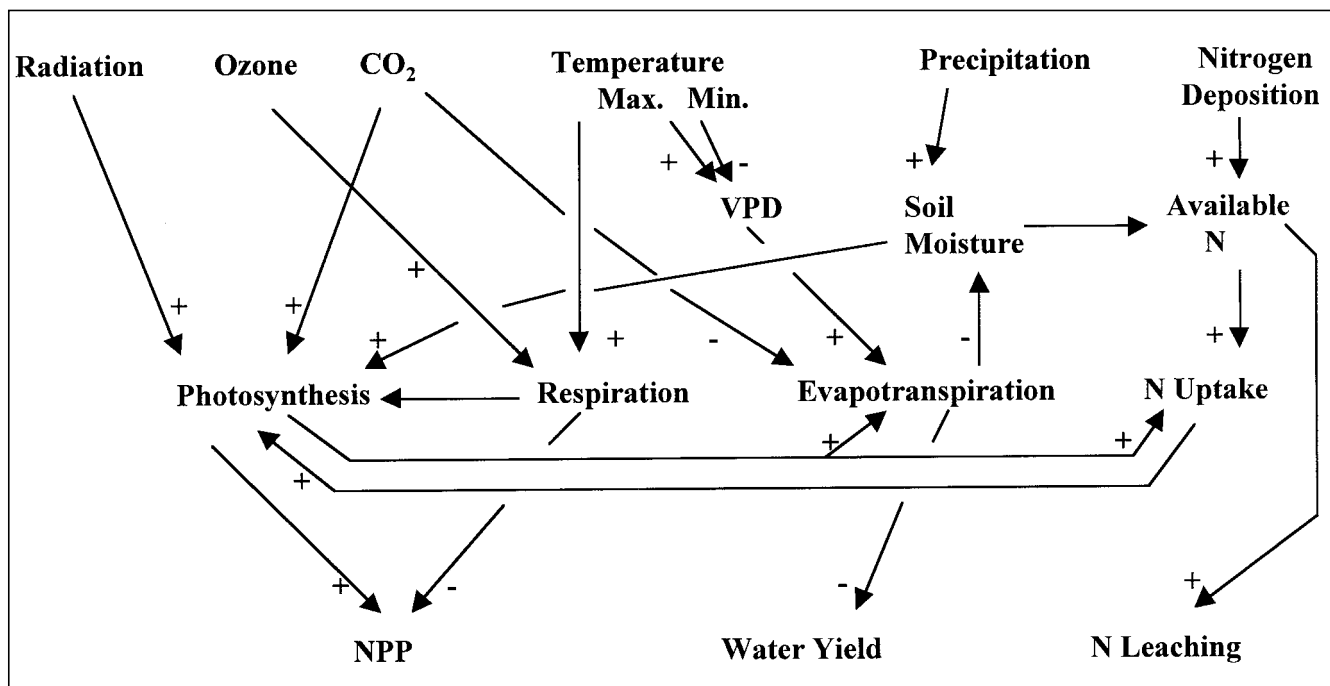 Radiation Ozone CO₂ Temperature Precipitation Nitrogen
Max. Min. Deposition
+ - + +
VPD Soil Available
Moisture N
+
+ + + + - + - +
Photosynthesis Respiration Evapotranspiration N Uptake
+ +
+
+ - - +
NPP Water Yield N Leaching